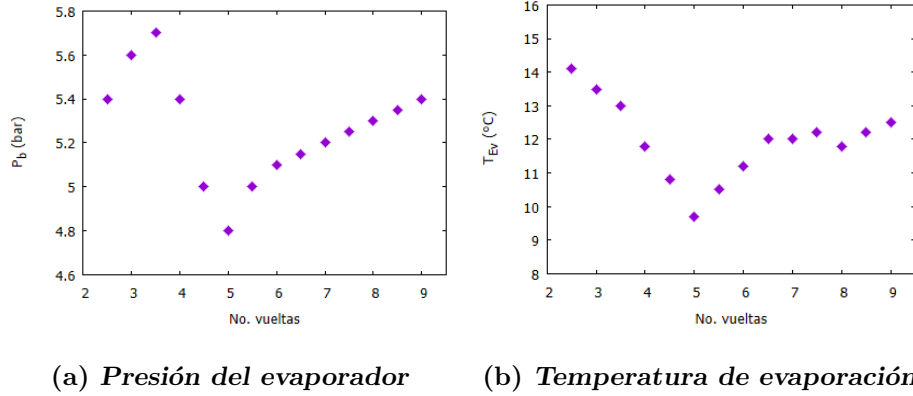 5.8
5.6
5.4
5.2
5
4.8
4.6
P_b (bar)
2 3 4 5 6 7 8 9
No. vueltas
16
15
14
13
12
11
10
9
8
T_Ev (°C)
2 3 4 5 6 7 8 9
No. vueltas
(a) Presión del evaporador
(b) Temperatura de evaporación